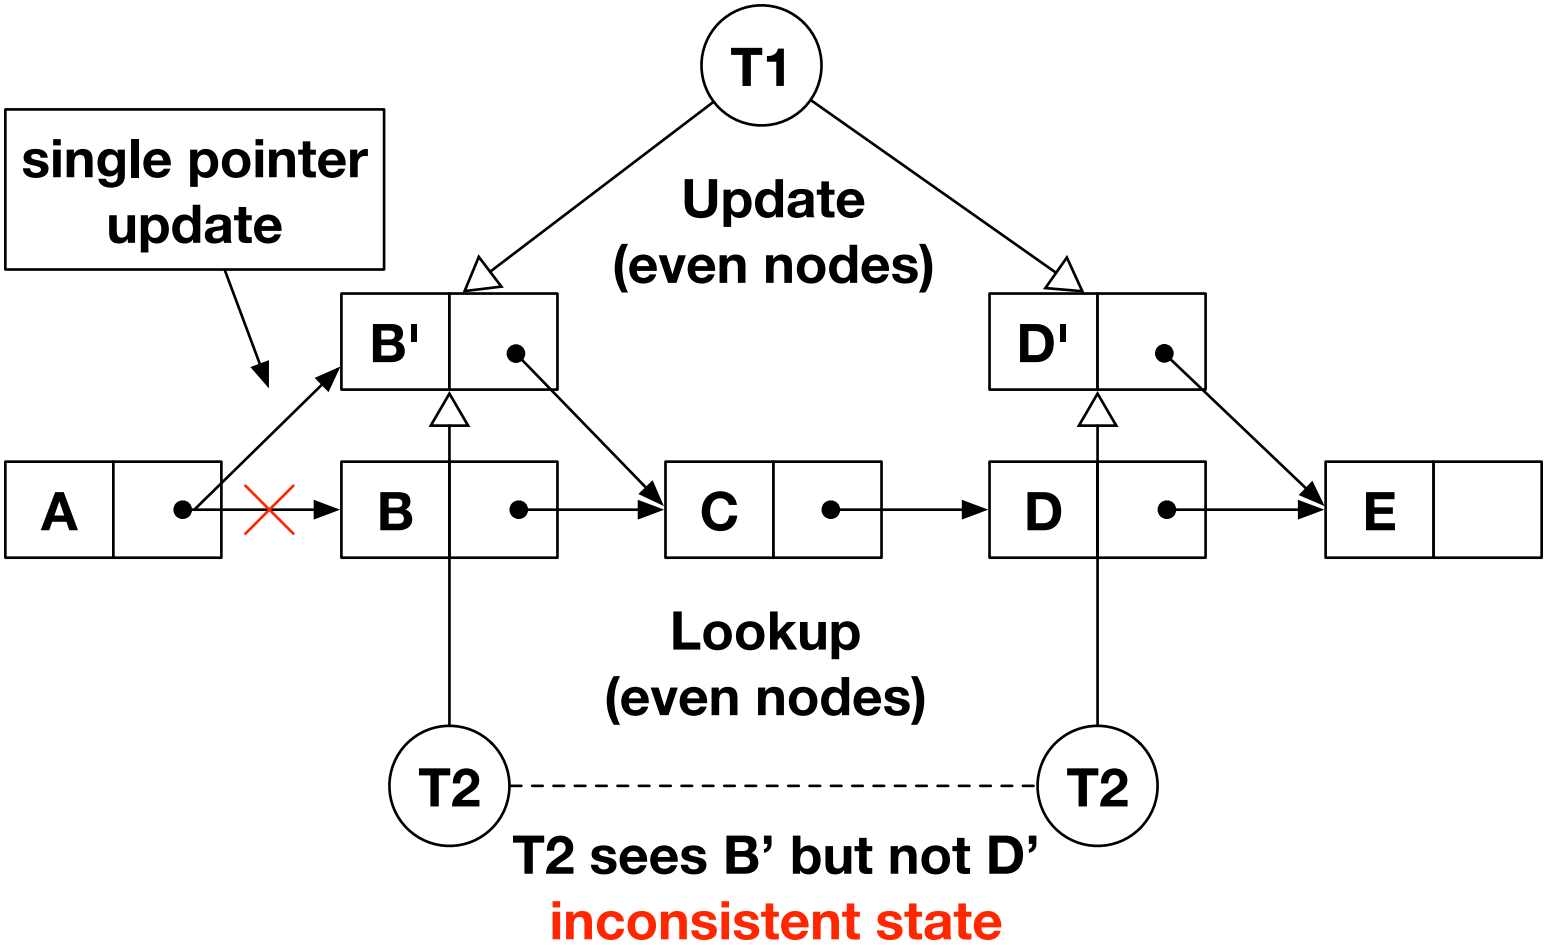 T1
single pointer
update
Update
(even nodes)
B'
D'
A
B
C
D
E
Lookup
(even nodes)
T2
T2
T2 sees B’ but not D’
inconsistent state